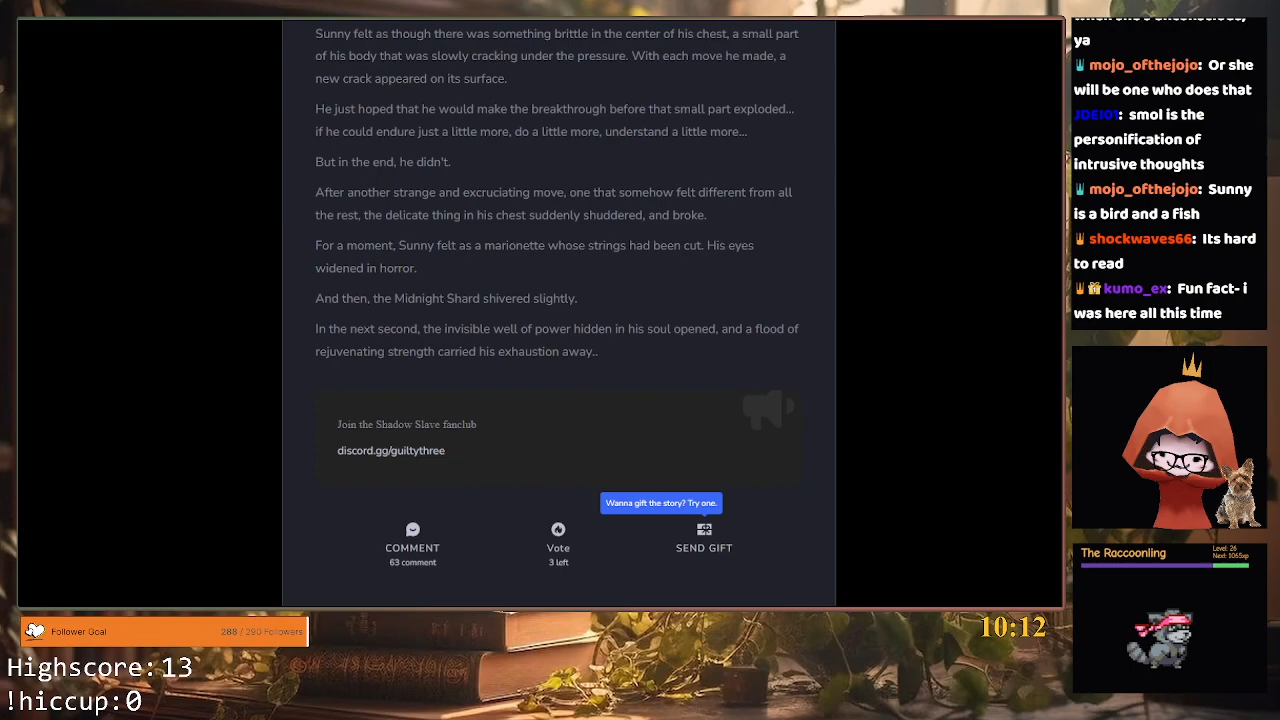 Sunny felt as though there was something brittle in the center of his chest, a small part
of his body that was slowly cracking under the pressure. With each move he made, a
new crack appeared on its surface.
He just hoped that he would make the breakthrough before that small part exploded...
if he could endure just a little more, do a little more, understand a little more...
But in the end, he didn't.
After another strange and excruciating move, one that somehow felt different from all
the rest, the delicate thing in his chest suddenly shuddered, and broke.
For a moment, Sunny felt as a marionette whose strings had been cut. His eyes
widened in horror.
And then, the Midnight Shard shivered slightly.
In the next second, the invisible well of power hidden in his soul opened, and a flood of
rejuvenating strength carried his exhaustion away..
Join the Shadow Slave fanclub
discord.gg/guiltythree
Wanna gift the story? Try one.
COMMENT
63 comment
Vote
3 left
SEND GIFT
ya
mojo_ofthejojo: Or she
will be one who does that
JDEI01: smol is the
personification of
intrusive thoughts
mojo_ofthejojo: Sunny
is a bird and a fish
shockwaves66: Its hard
to read
kumo_ex: Fun fact- i
was here all this time
The Raccoonling
Level: 26
Next: 1065xp
Follower Goal
288 / 290 Followers
10:12
Highscore:13
!hiccup:0